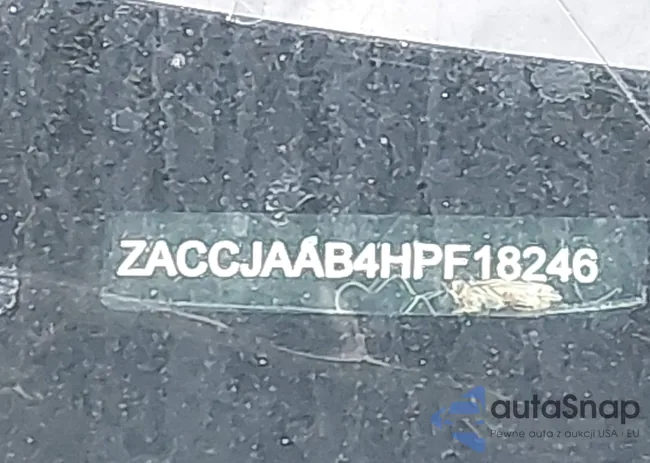 ZACCJAAB4HPF18246
autaSnap
Pewne auta z aukcji USA i EU